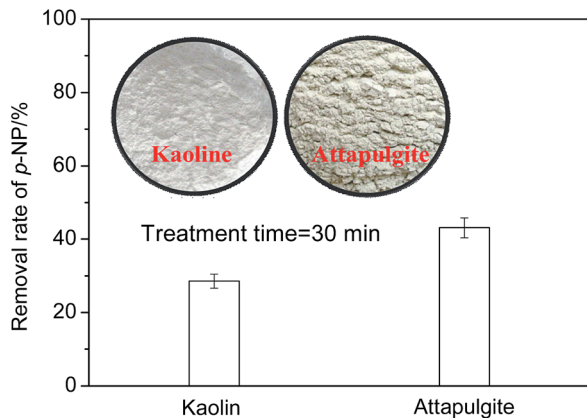 100
80
60
40
20
0
Removal rate of p-NP/%
Kaoline
Attapulgite
Treatment time=30 min
Kaolin
Attapulgite